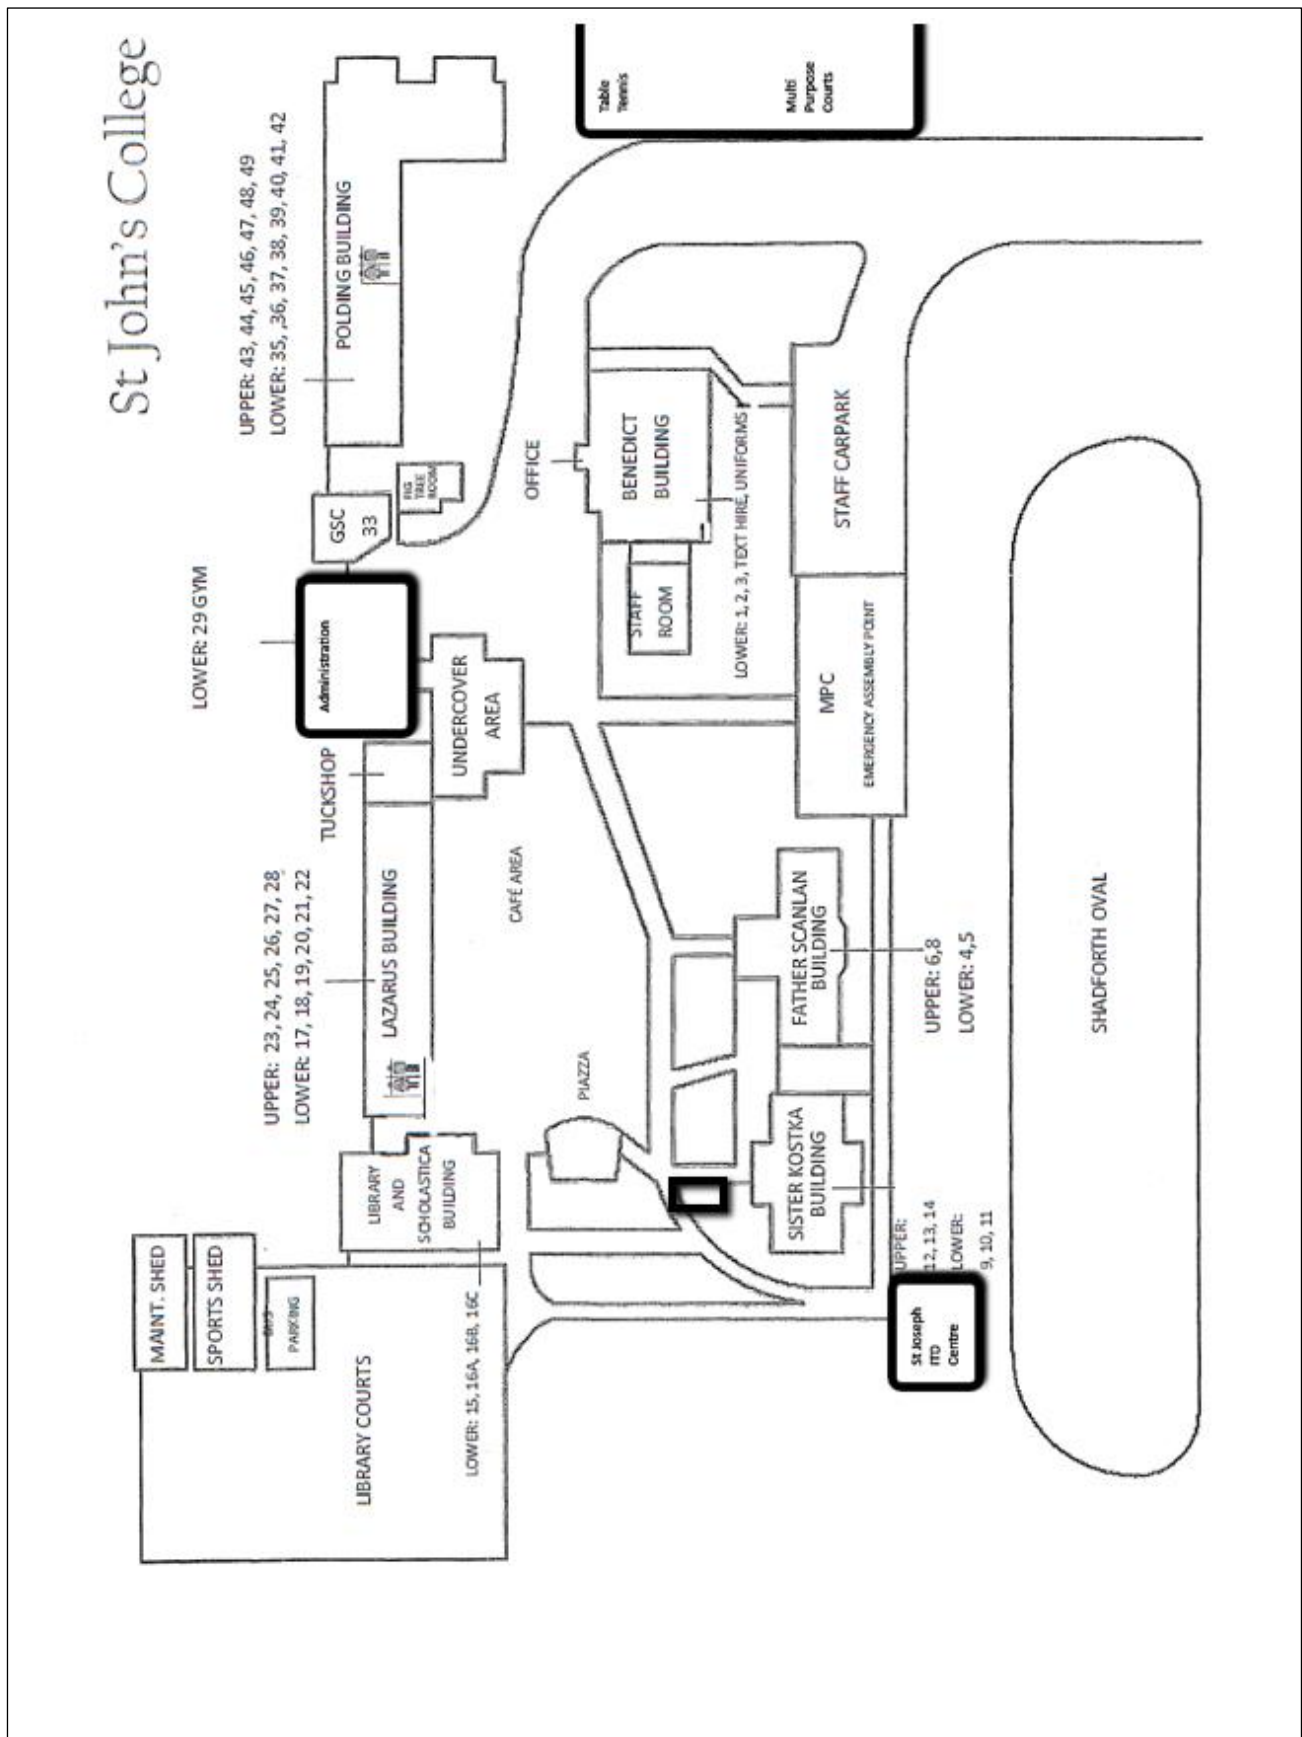 St John's College
MAINT. SHED
SPORTS SHED
BUS
PARKING
LIBRARY COURTS
LOWER: 15, 16A, 16B, 16C
LIBRARY
AND
SCHOLASTICA
BUILDING
UPPER: 23, 24, 25, 26, 27, 28
LOWER: 17, 18, 19, 20, 21, 22
LAZARUS BUILDING
TUCKSHOP
LOWER: 29 GYM
Administration
UNDERCOVER
AREA
GSC
33
FIG
TREE
ROOM
UPPER: 43, 44, 45, 46, 47, 48, 49
LOWER: 35, ,36, 37, 38, 39, 40, 41, 42
POLDING BUILDING
CAFÉ AREA
PIAZZA
OFFICE
BENEDICT
BUILDING
STAFF
ROOM
LOWER: 1, 2, 3, TEXT HIRE, UNIFORMS
Table
Tennis
Multi
Purpose
Courts
STAFF CARPARK
MPC
EMERGENCY ASSEMBLY POINT
FATHER SCANLAN
BUILDING
UPPER: 6,8
LOWER: 4,5
SISTER KOSTKA
BUILDING
UPPER:
12, 13, 14
LOWER:
9, 10, 11
St Joseph
ITD
Centre
SHADFORTH OVAL